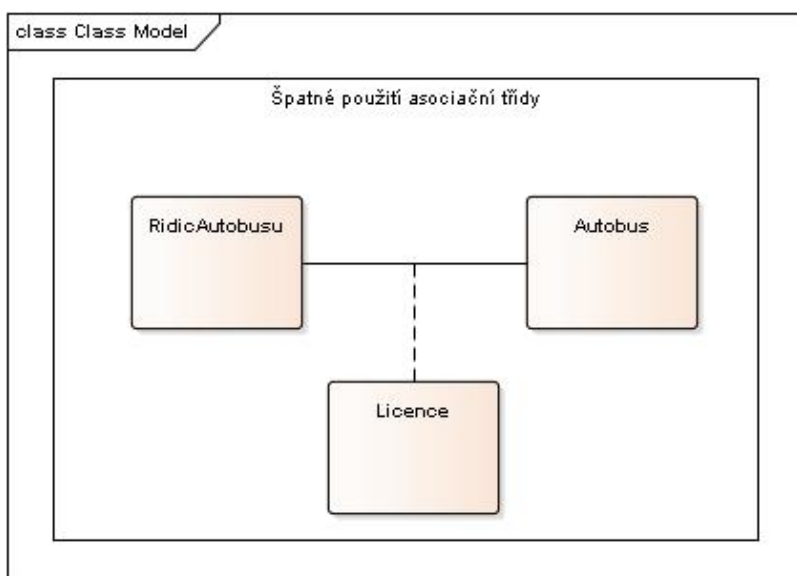 class Class Model
Špatné použití asociační třídy
RidicAutobusu
Autobus
Licence